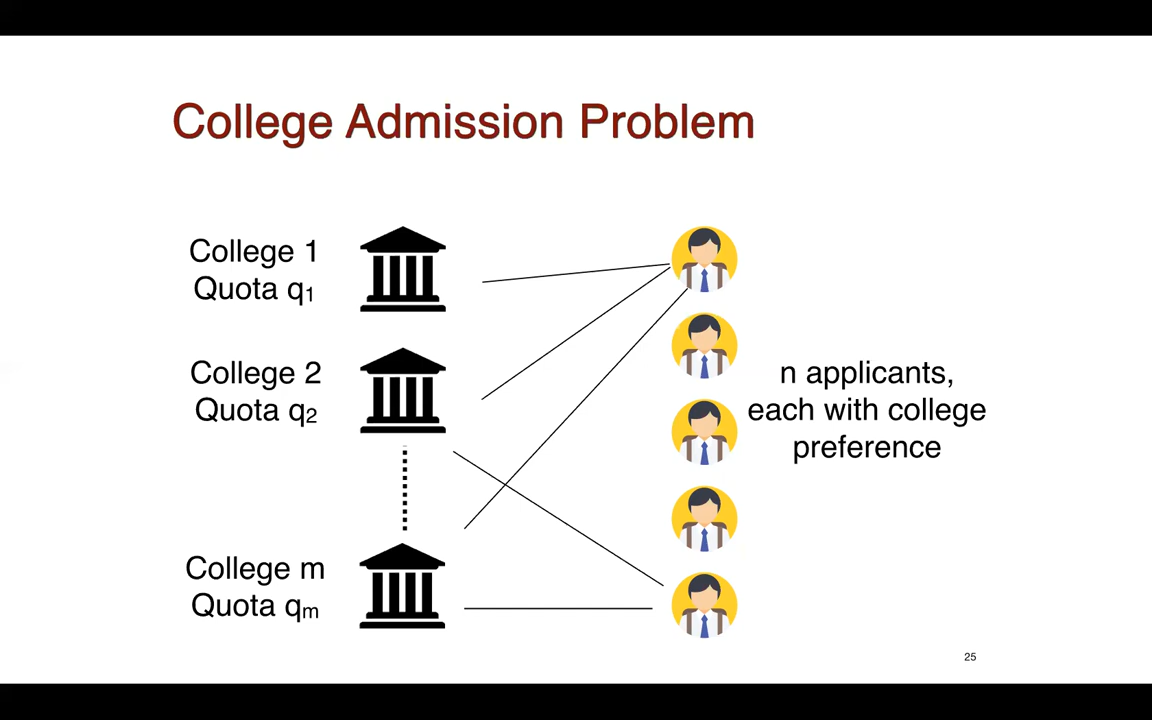 College Admission Problem
College 1
Quota q₁
College 2
Quota q₂
n applicants,
each with college
preference
College m
Quota qₘ
25